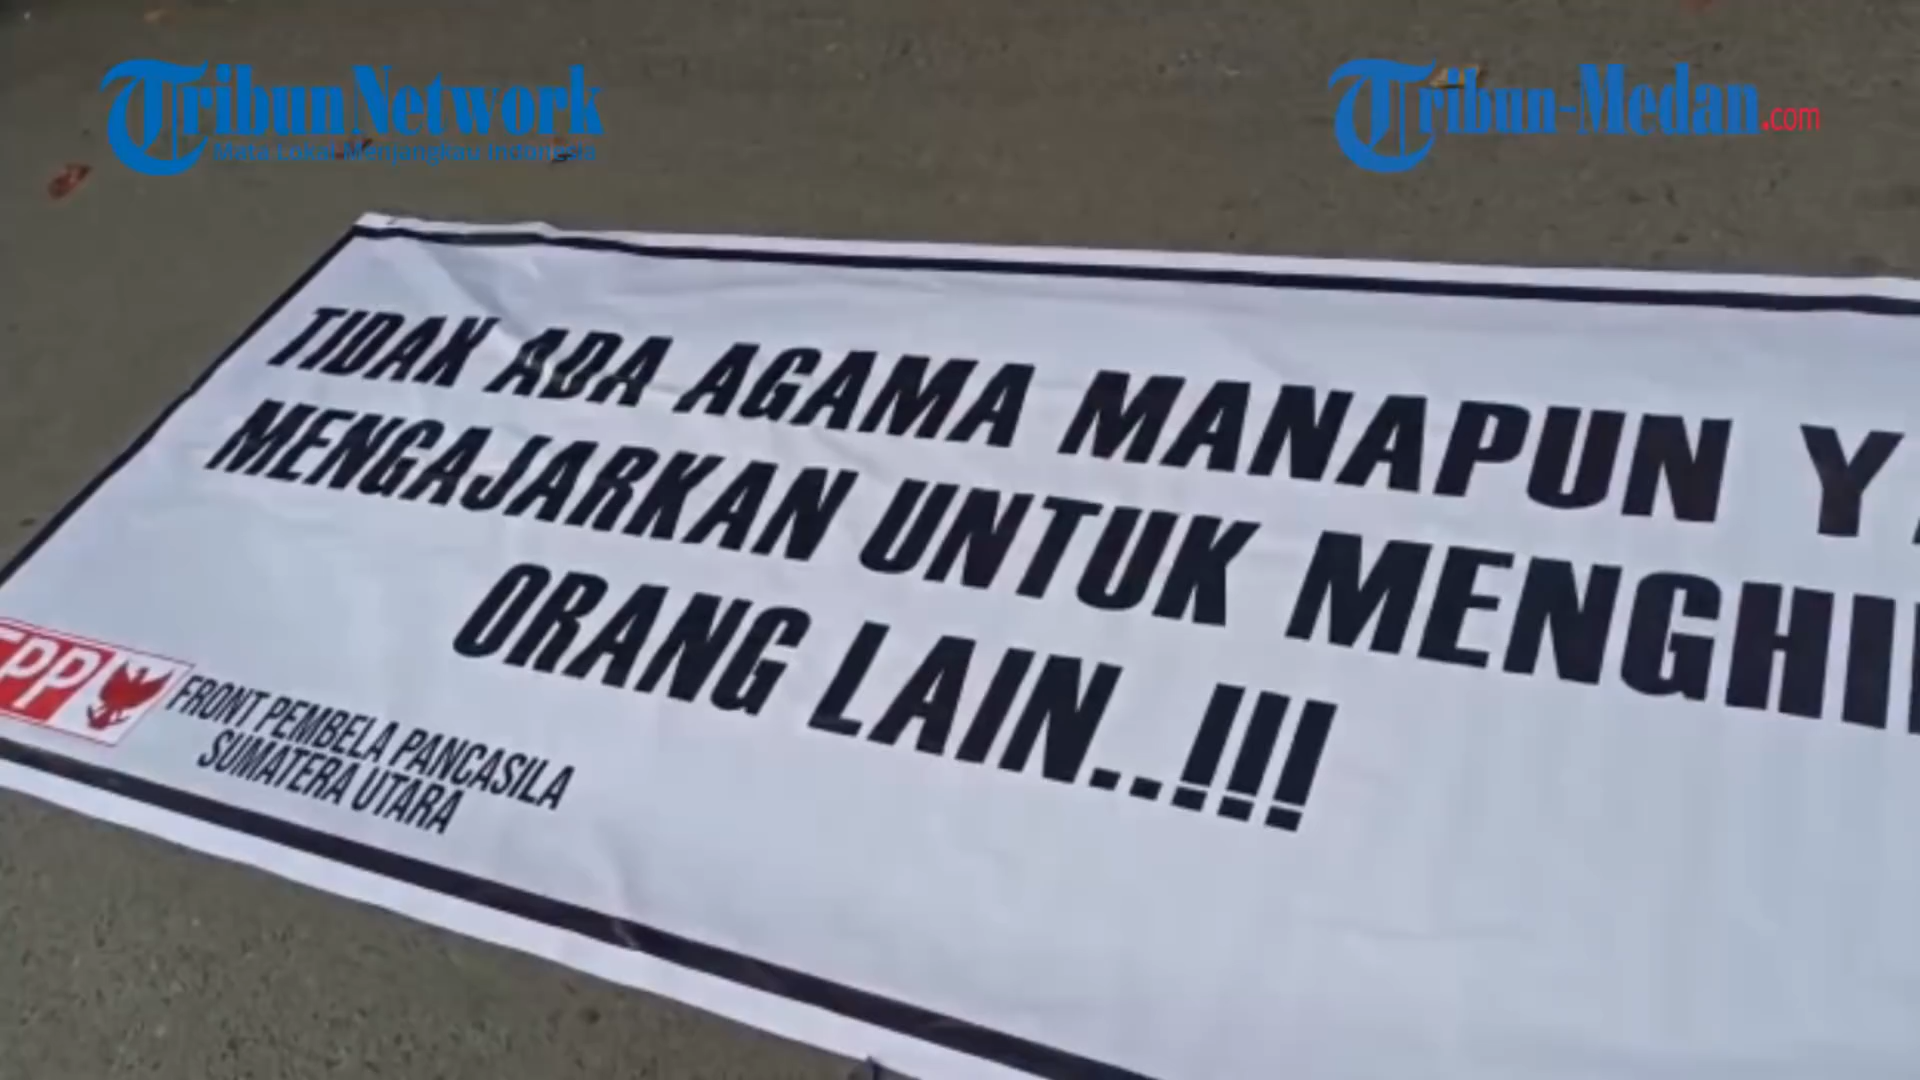 TribunNetwork
Mata Lokal Menjangkau Indonesia
Tribun-Medan.com
TIDAK ADA AGAMA MANAPUN
MENGAJARKAN UNTUK
ORANG LAIN..!!!
FPP
FRONT PEMBELA PANCASILA
SUMATERA UTARA